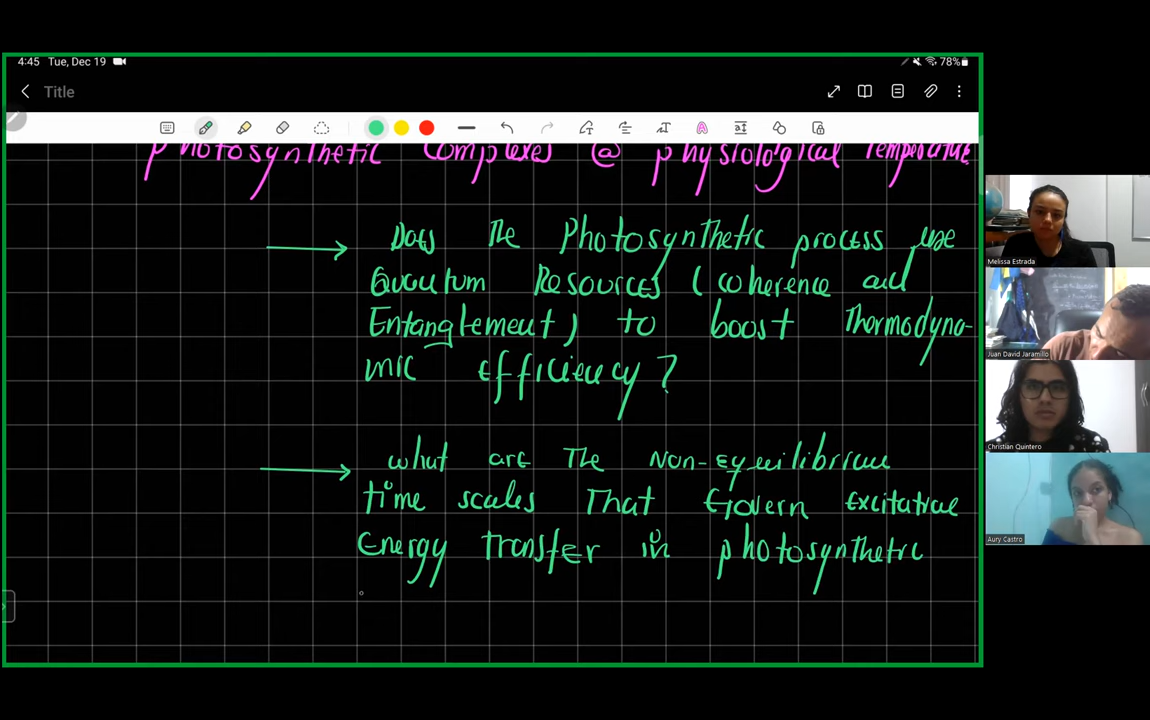 4:45 Tue, Dec 19
78%
Title
Photosynthetic Complexes @ physiological Temperature
Does The Photosynthetic process use
Quantum Resources (coherence and
Entanglement) to boost Thermodyna-
mic efficiency?
what are The Non-Equilibrium
time scales That Govern Excitation
Energy transfer in photosynthetic
Melissa Estrada
Juan David Jaramillo
Christian Quintero
Aury Castro